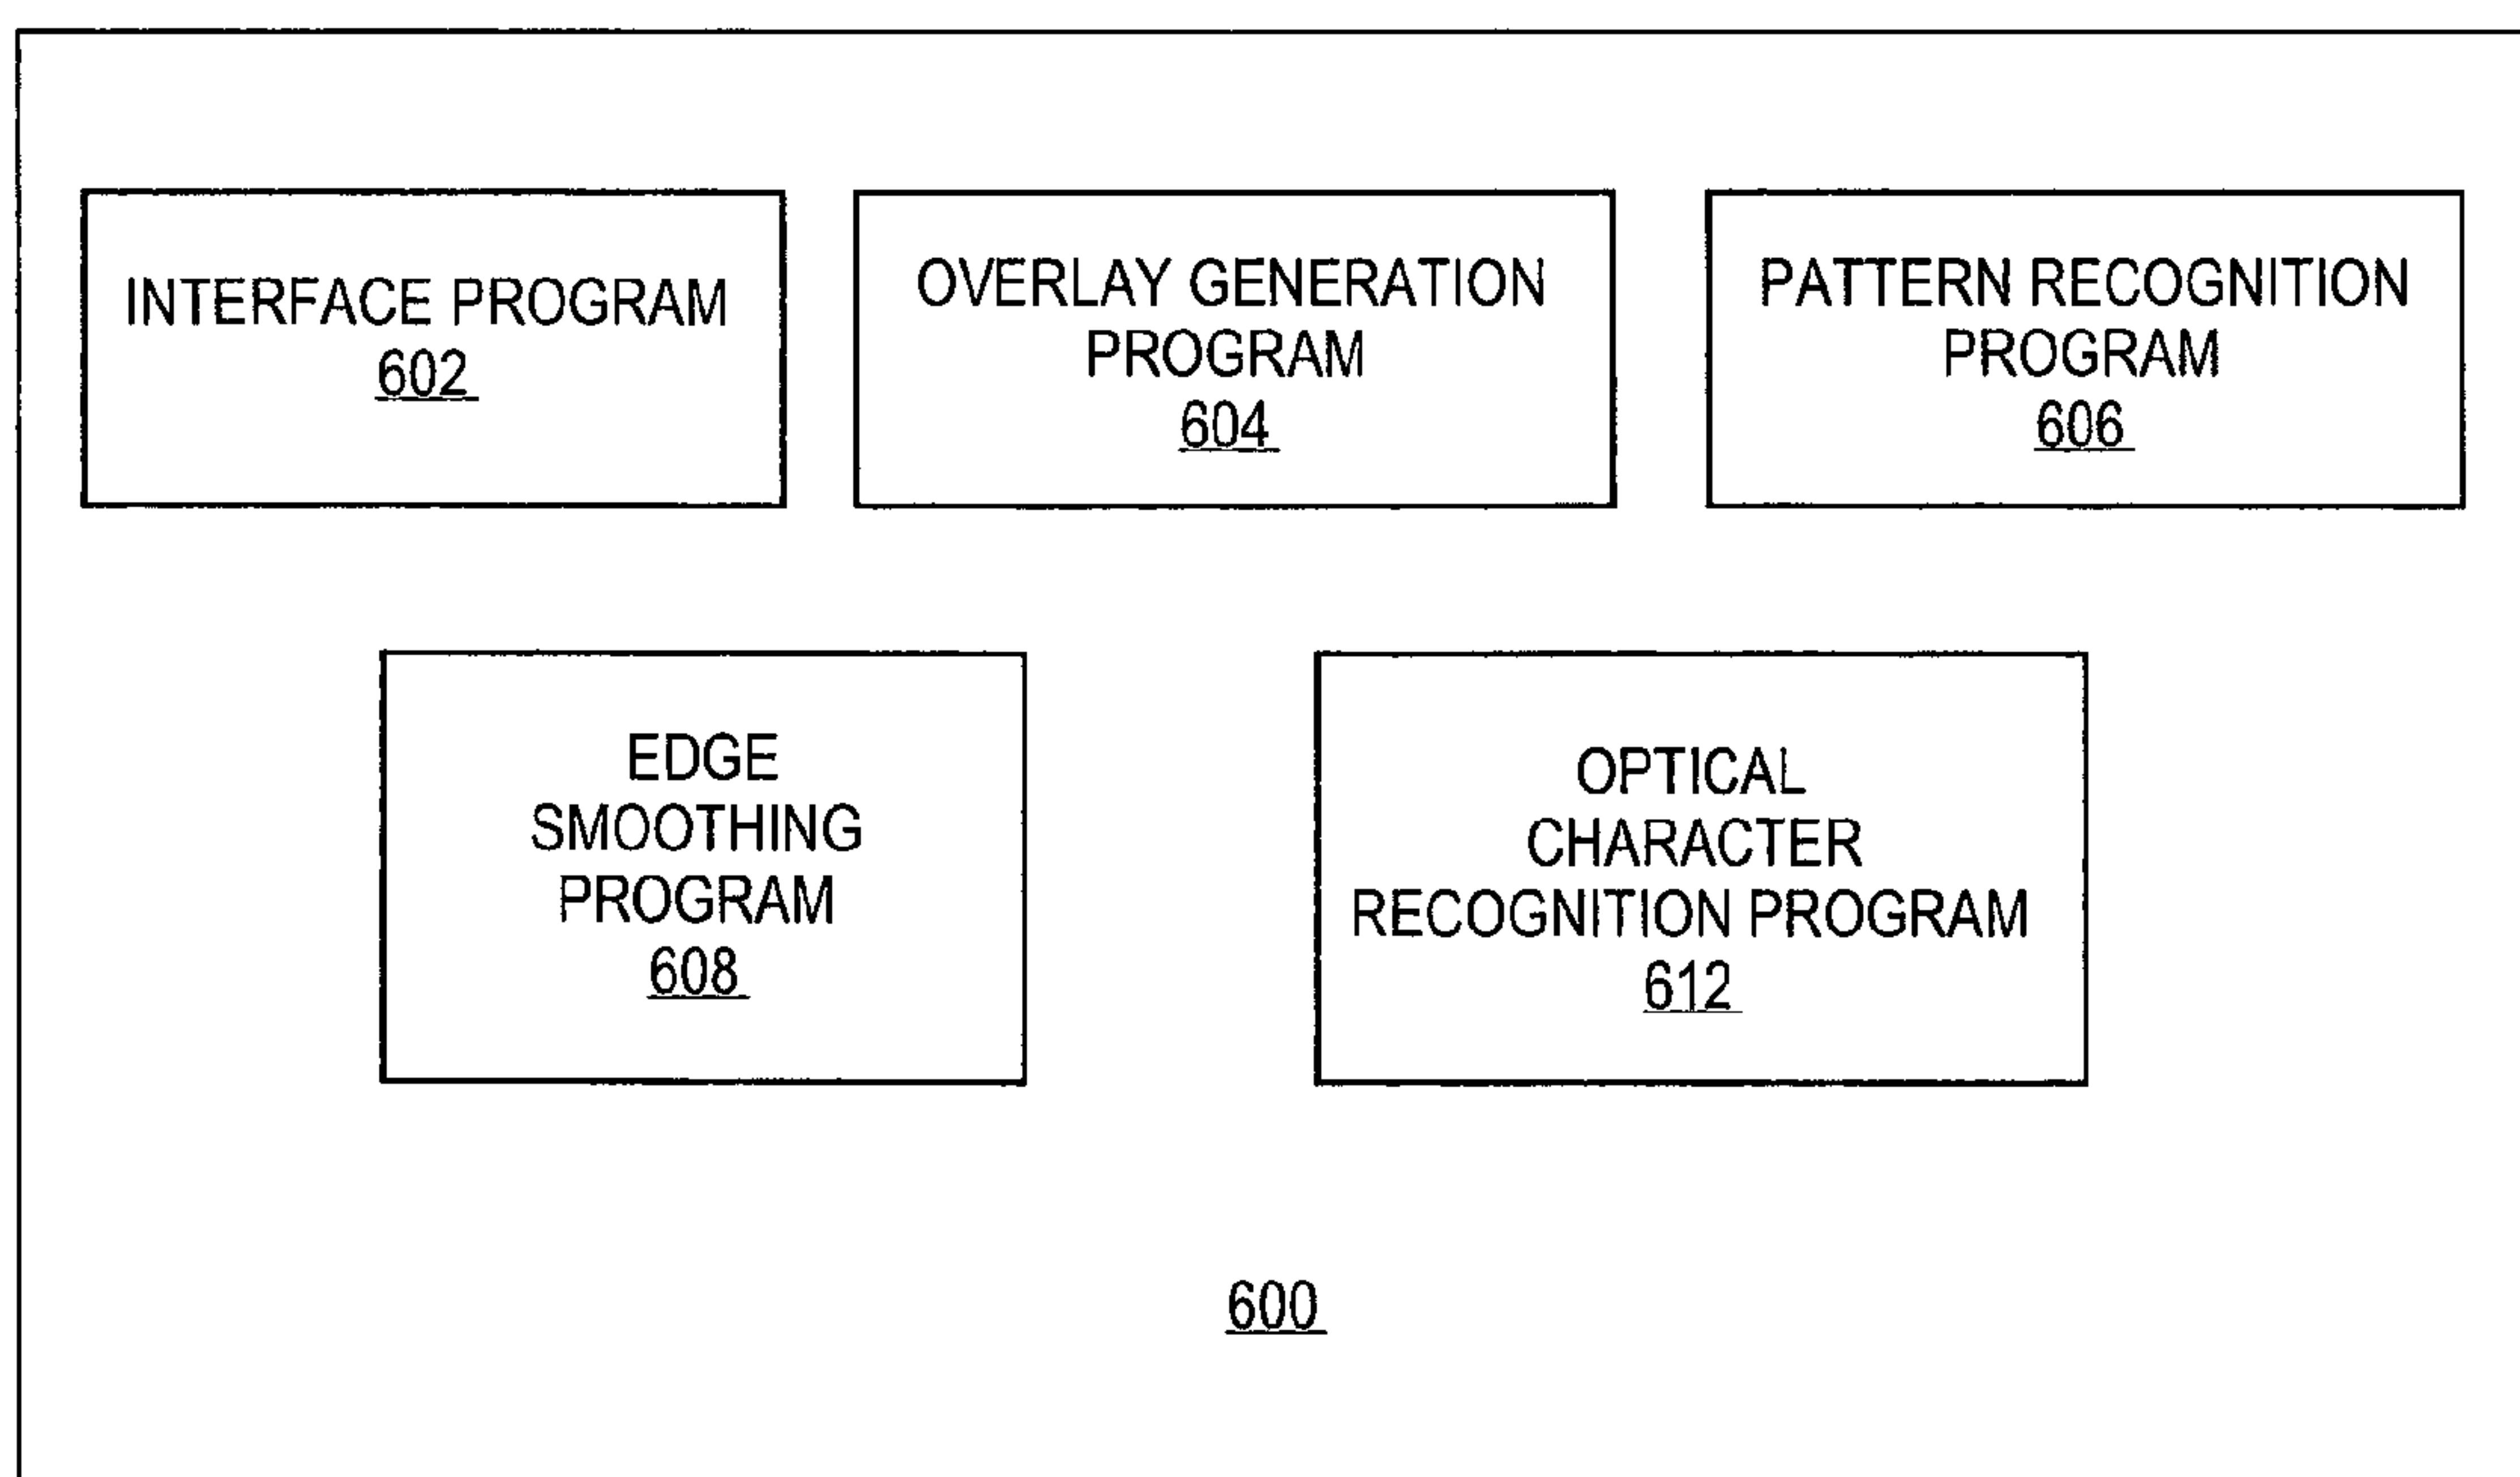 INTERFACE PROGRAM
602
OVERLAY GENERATION
PROGRAM
604
PATTERN RECOGNITION
PROGRAM
606
EDGE
SMOOTHING
PROGRAM
608
OPTICAL
CHARACTER
RECOGNITION PROGRAM
612
600